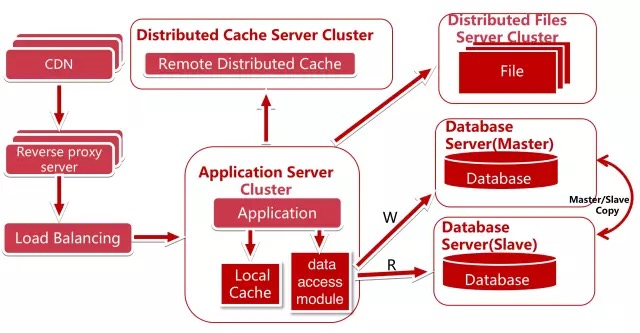 CDN
Reverse proxy
server
Load Balancing
Distributed Cache Server Cluster
Remote Distributed Cache
Application Server
Cluster
Application
Local
Cache
data
access
module
Distributed Files
Server Cluster
File
W
R
Database
Server(Master)
Database
Database
Server(Slave)
Database
Master/Slave
Copy